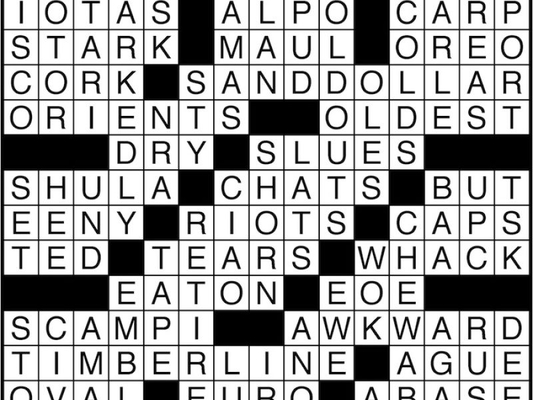 IOTAS ALPO CARP
STARK MAUL OREO
CORK SANDDOLLAR
ORIENTS OLDEST
DRY SLUES
SHULA CHATS BUT
EENY RIOTS CAPS
TED TEARS WHACK
EATON EOE
SCAMPI AWKWARD
TIMBERLINE AGUE
OVAL EURO ABASE